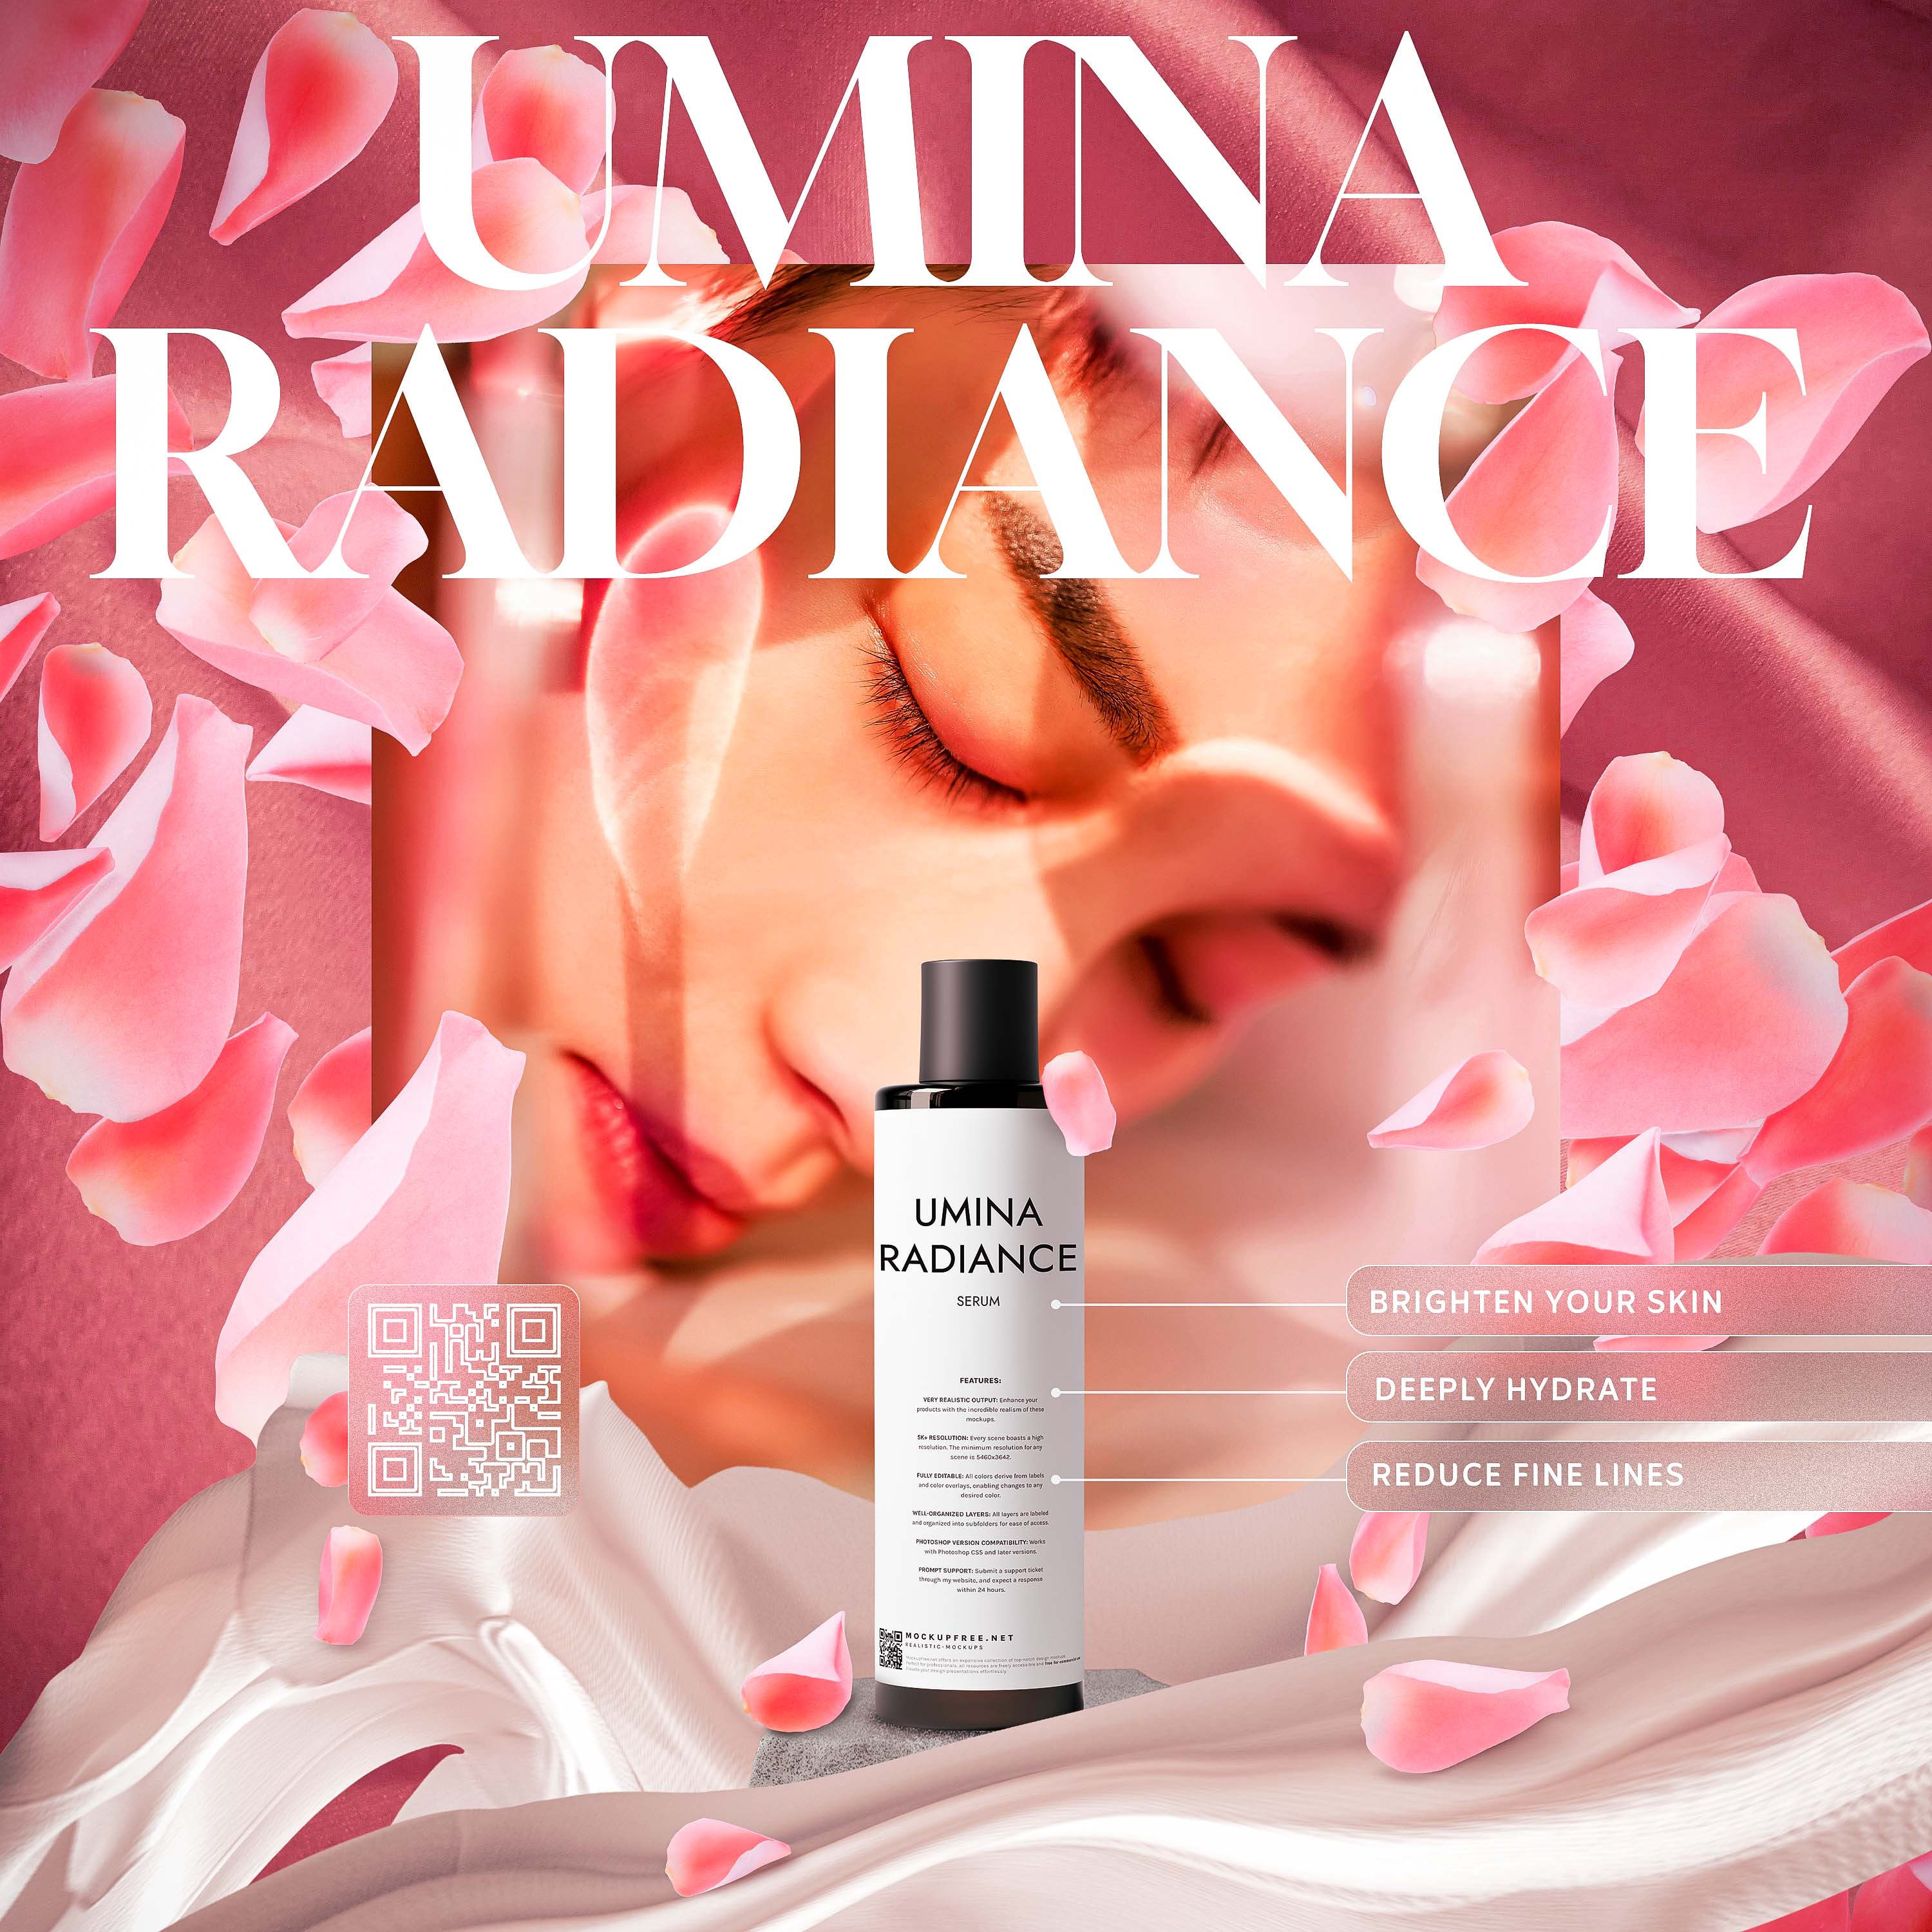 UMINA
RADIANCE
UMINA
RADIANCE
SERUM
BRIGHTEN YOUR SKIN
DEEPLY HYDRATE
REDUCE FINE LINES
FEATURES:
VERY REALISTIC OUTPUT: Enhance your
products with the incredible realism of these
mockups.
5K+ RESOLUTION: Every scene boasts a high
resolution. The minimum resolution for any
scene is 5460x3642.
FULLY EDITABLE: All colors derive from labels
and color overlays, enabling changes to any
desired color.
WELL-ORGANIZED LAYERS: All layers are labeled
and organized into subfolders for ease of access.
PHOTOSHOP VERSION COMPATIBILITY: Works
with Photoshop CS5 and later versions.
PROMPT SUPPORT: Submit a support ticket
through my website, and expect a response
within 24 hours.
MOCKUPFREE.NET
REALISTIC-MOCKUPS